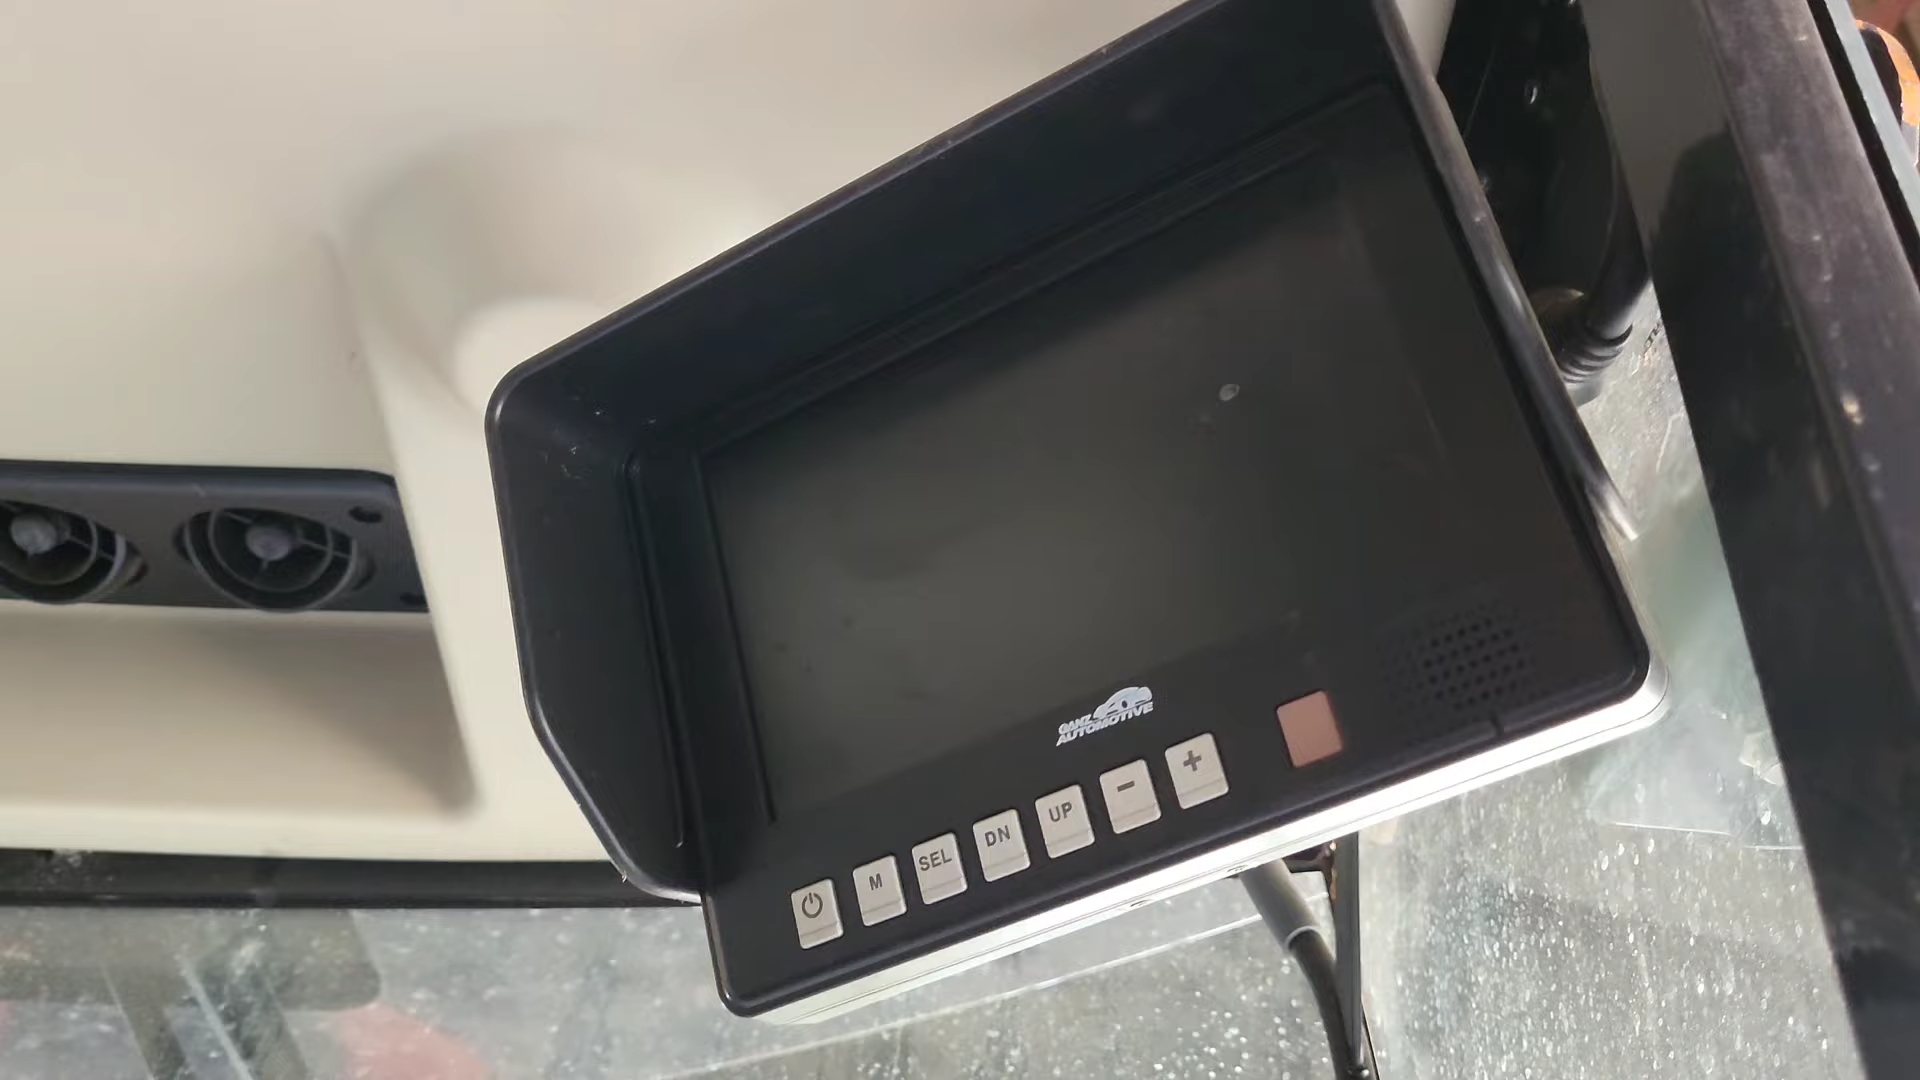 GANZ
AUTOMOTIVE
M
SEL
DN
UP
-
+